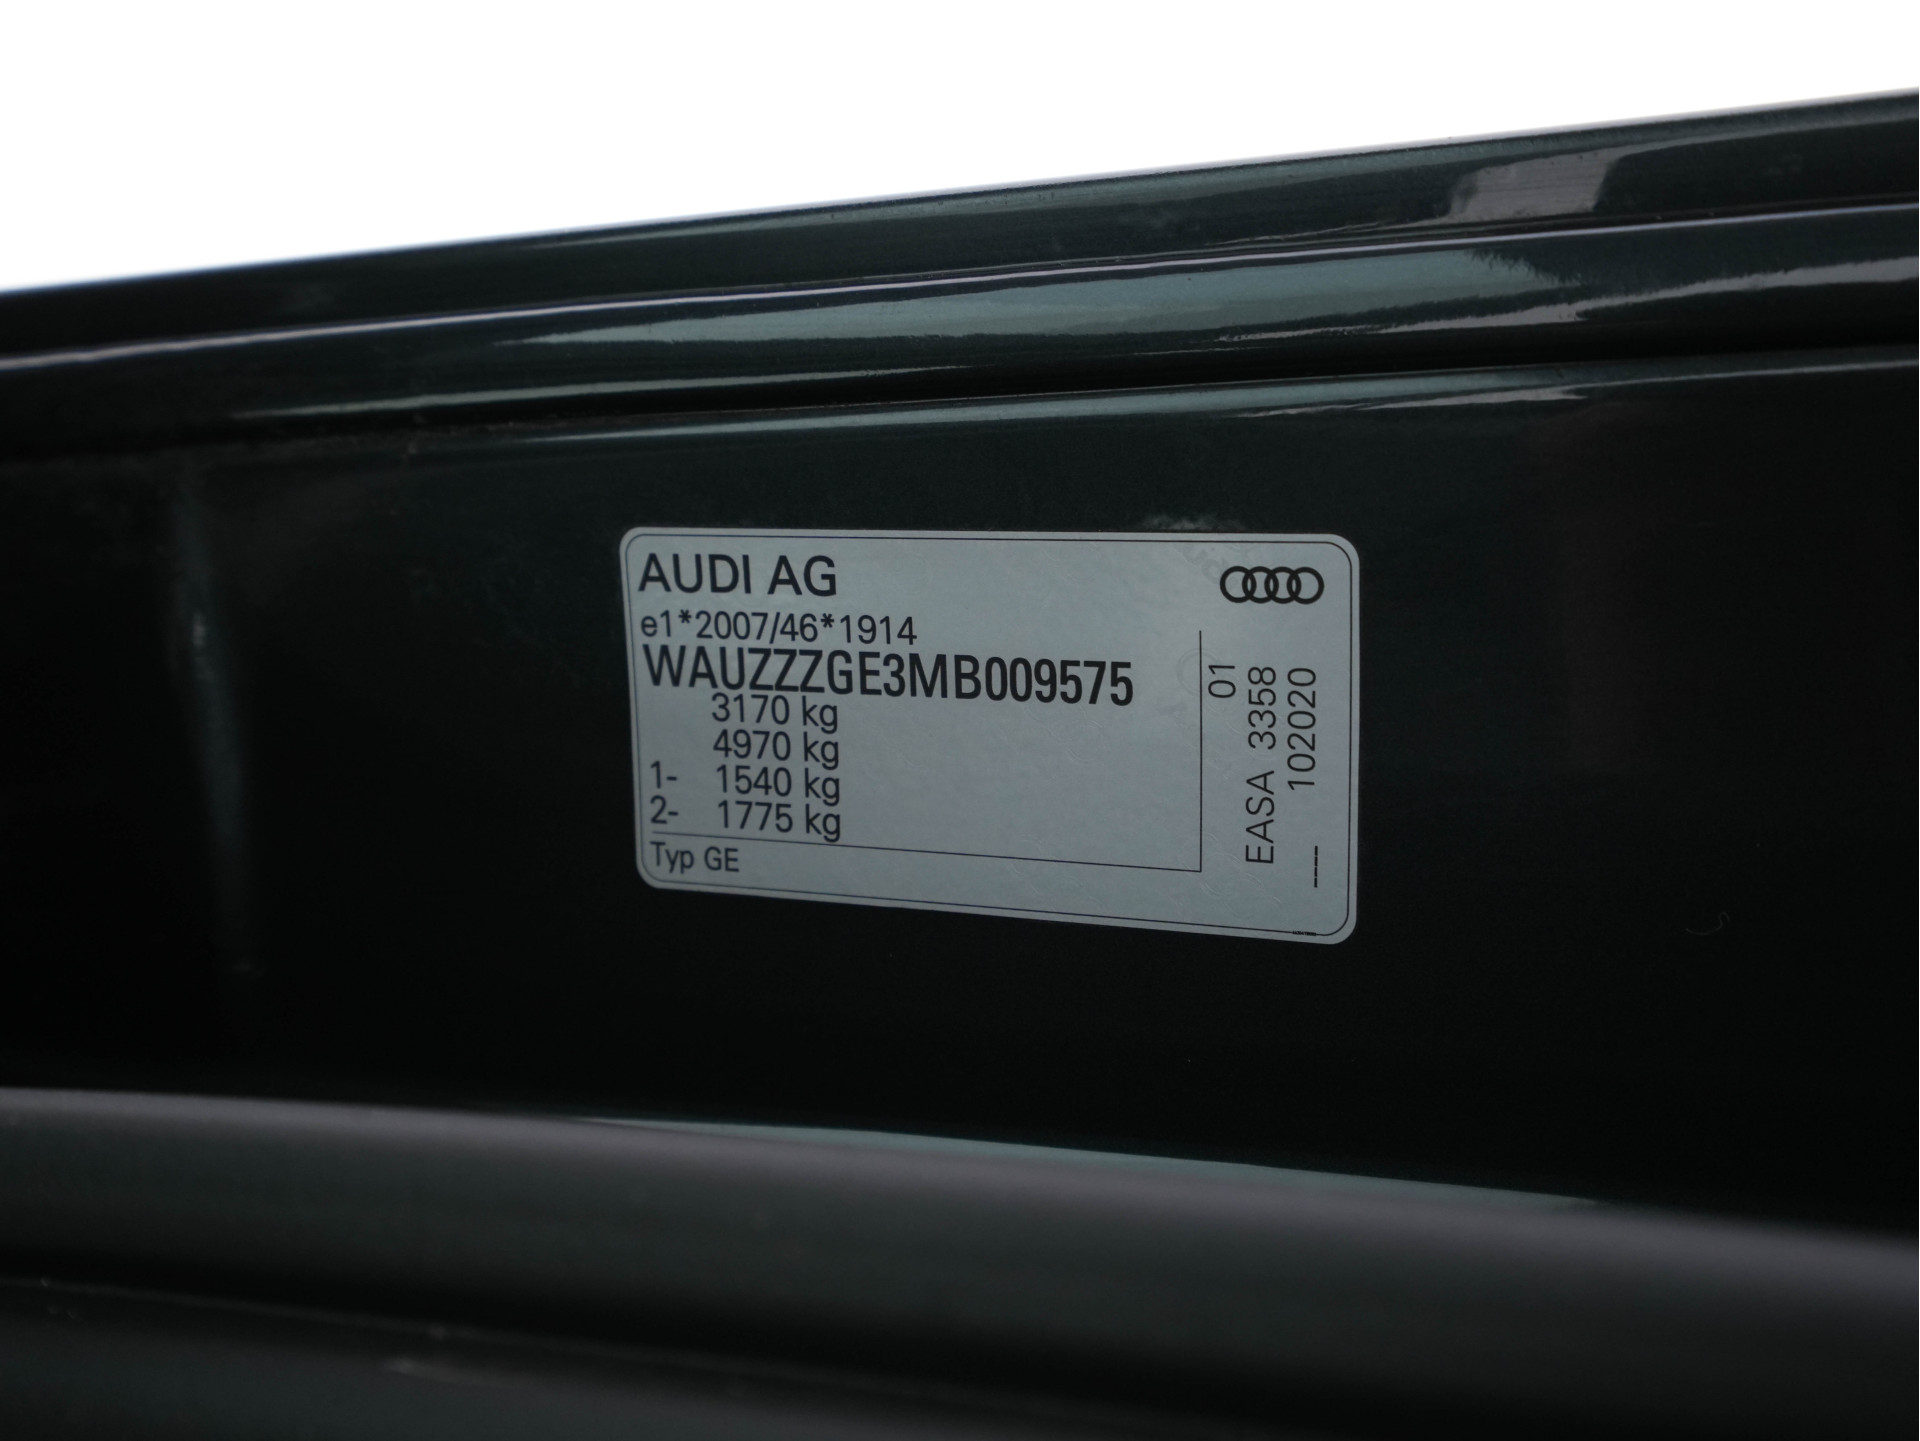 AUDI AG
e1*2007/46*1914
WAUZZZGE3MB009575
3170 kg
4970 kg
1- 1540 kg
2- 1775 kg
Typ GE
01
EASA 3358
----- 102020